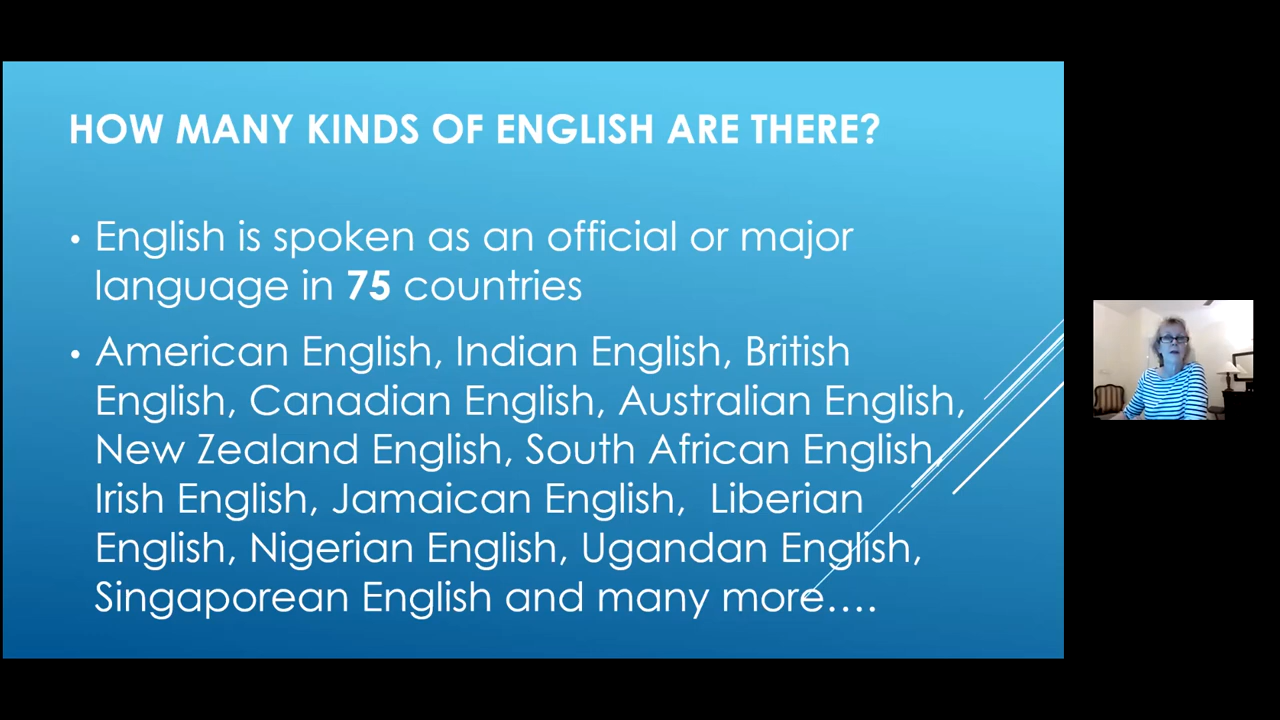 HOW MANY KINDS OF ENGLISH ARE THERE?
• English is spoken as an official or major
language in 75 countries
• American English, Indian English, British
English, Canadian English, Australian English,
New Zealand English, South African English,
Irish English, Jamaican English,  Liberian
English, Nigerian English, Ugandan English,
Singaporean English and many more....